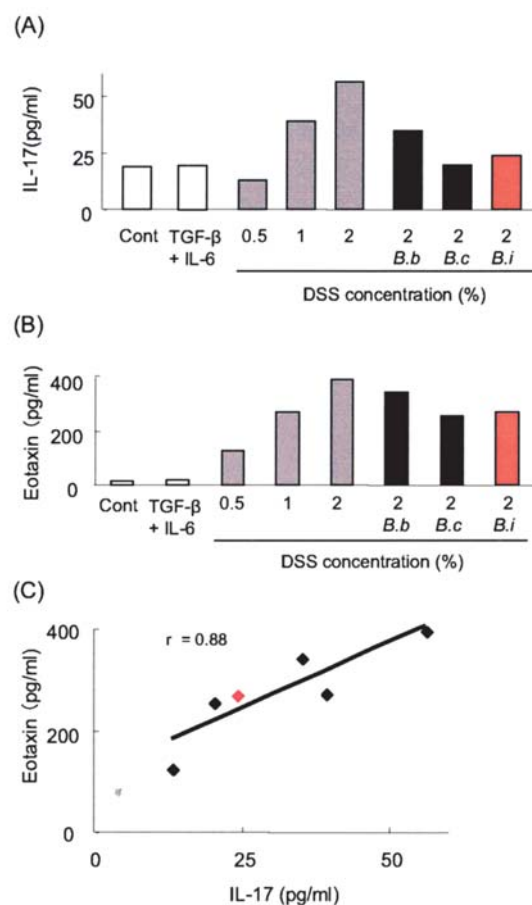 (A)
IL-17(pg/ml)
50
25
0
Cont TGF-β 0.5 1 2 2 2 2
+ IL-6 B.b B.c B.i
DSS concentration (%)
(B)
Eotaxin (pg/ml)
400
200
0
Cont TGF-β 0.5 1 2 2 2 2
+ IL-6 B.b B.c B.i
DSS concentration (%)
(C)
Eotaxin (pg/ml)
400
200
0
r = 0.88
0 25 50
IL-17 (pg/ml)